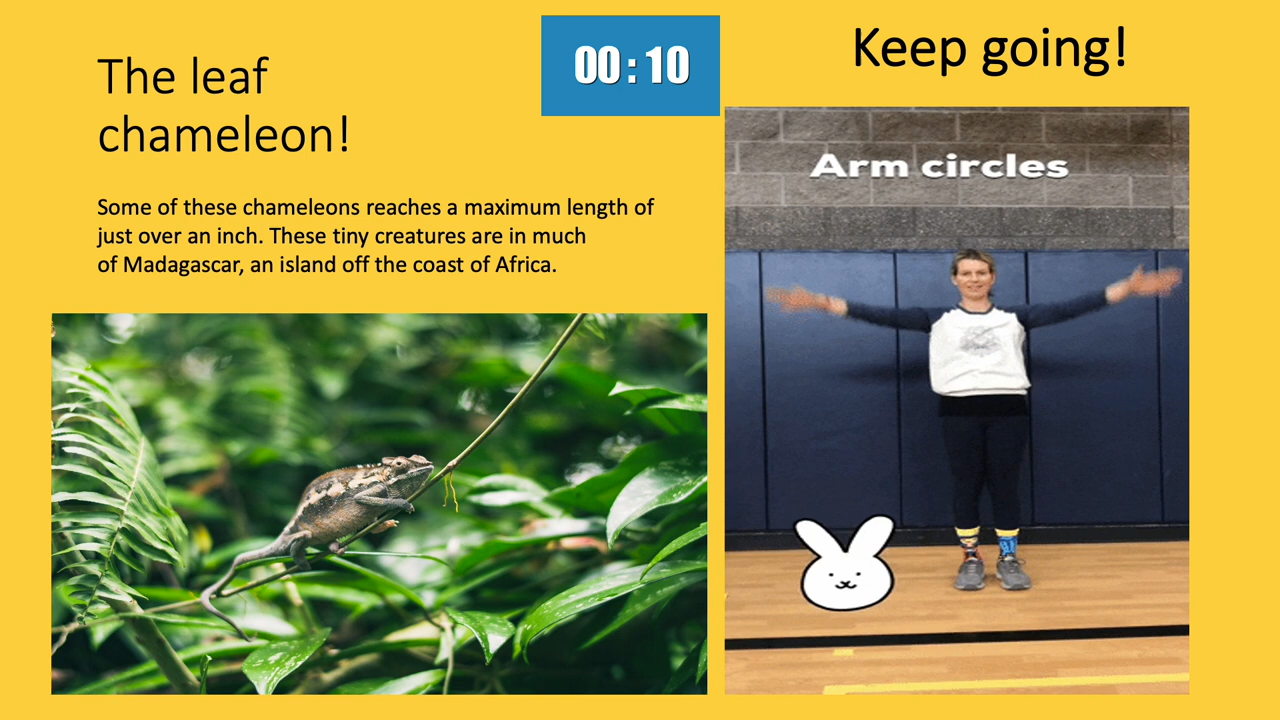 The leaf
chameleon!
Some of these chameleons reaches a maximum length of
just over an inch. These tiny creatures are in much
of Madagascar, an island off the coast of Africa.
00:10
Keep going!
Arm circles